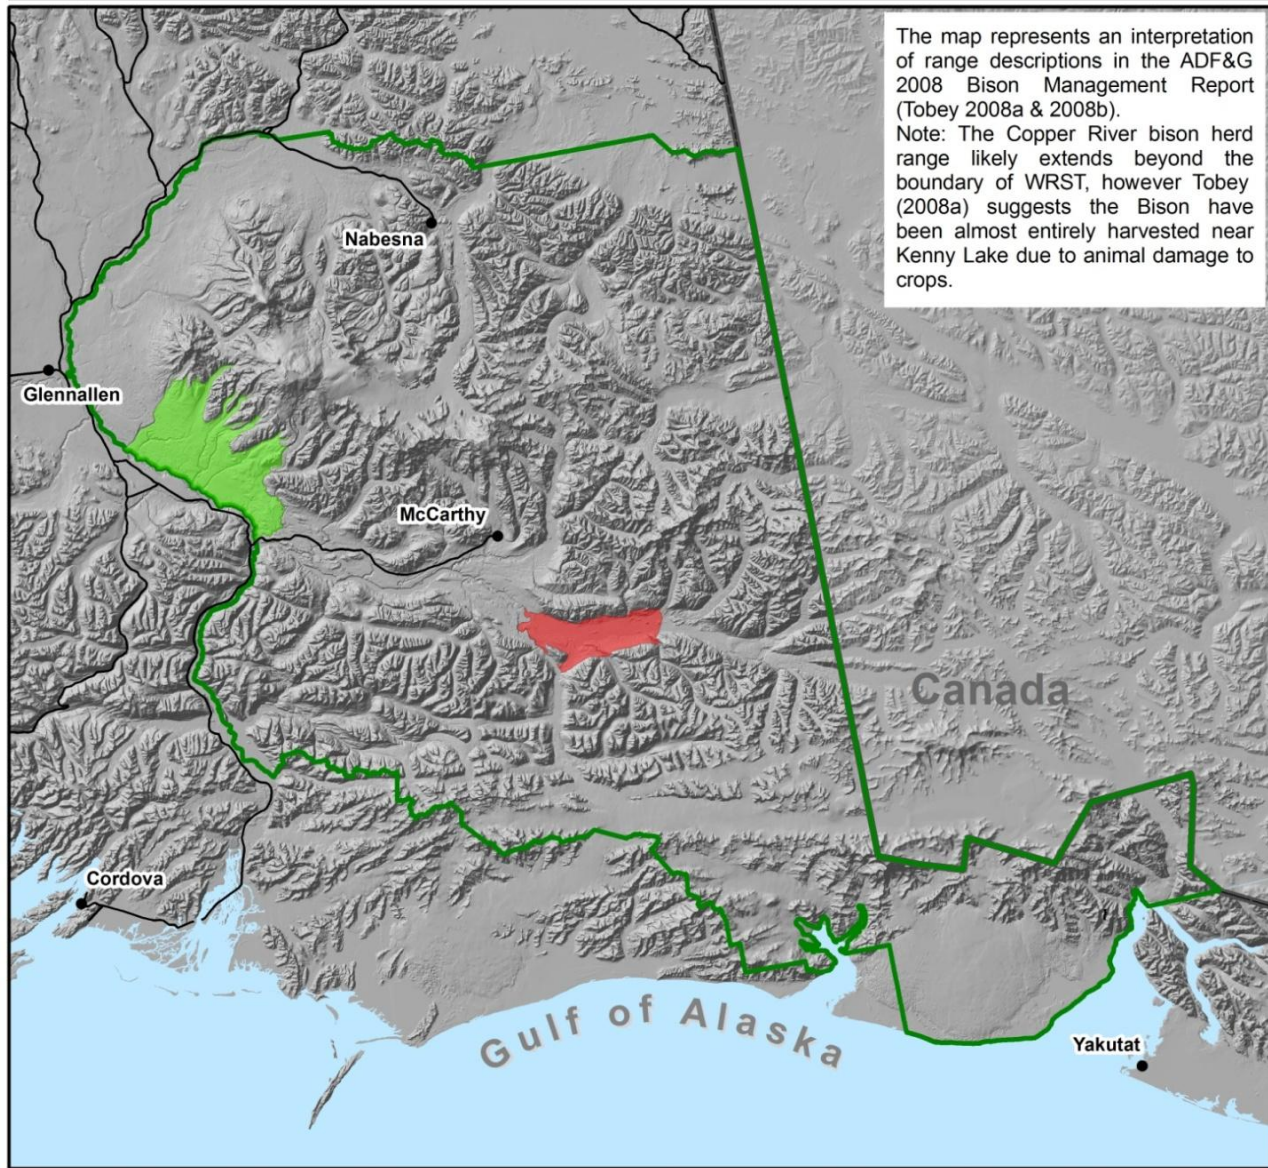 The map represents an interpretation
of range descriptions in the ADF&G
2008 Bison Management Report
(Tobey 2008a & 2008b).
Note: The Copper River bison herd
range likely extends beyond the
boundary of WRST, however Tobey
(2008a) suggests the Bison have
been almost entirely harvested near
Kenny Lake due to animal damage to
crops.
Nabesna
Glennallen
McCarthy
Canada
Cordova
Gulf of Alaska
Yakutat